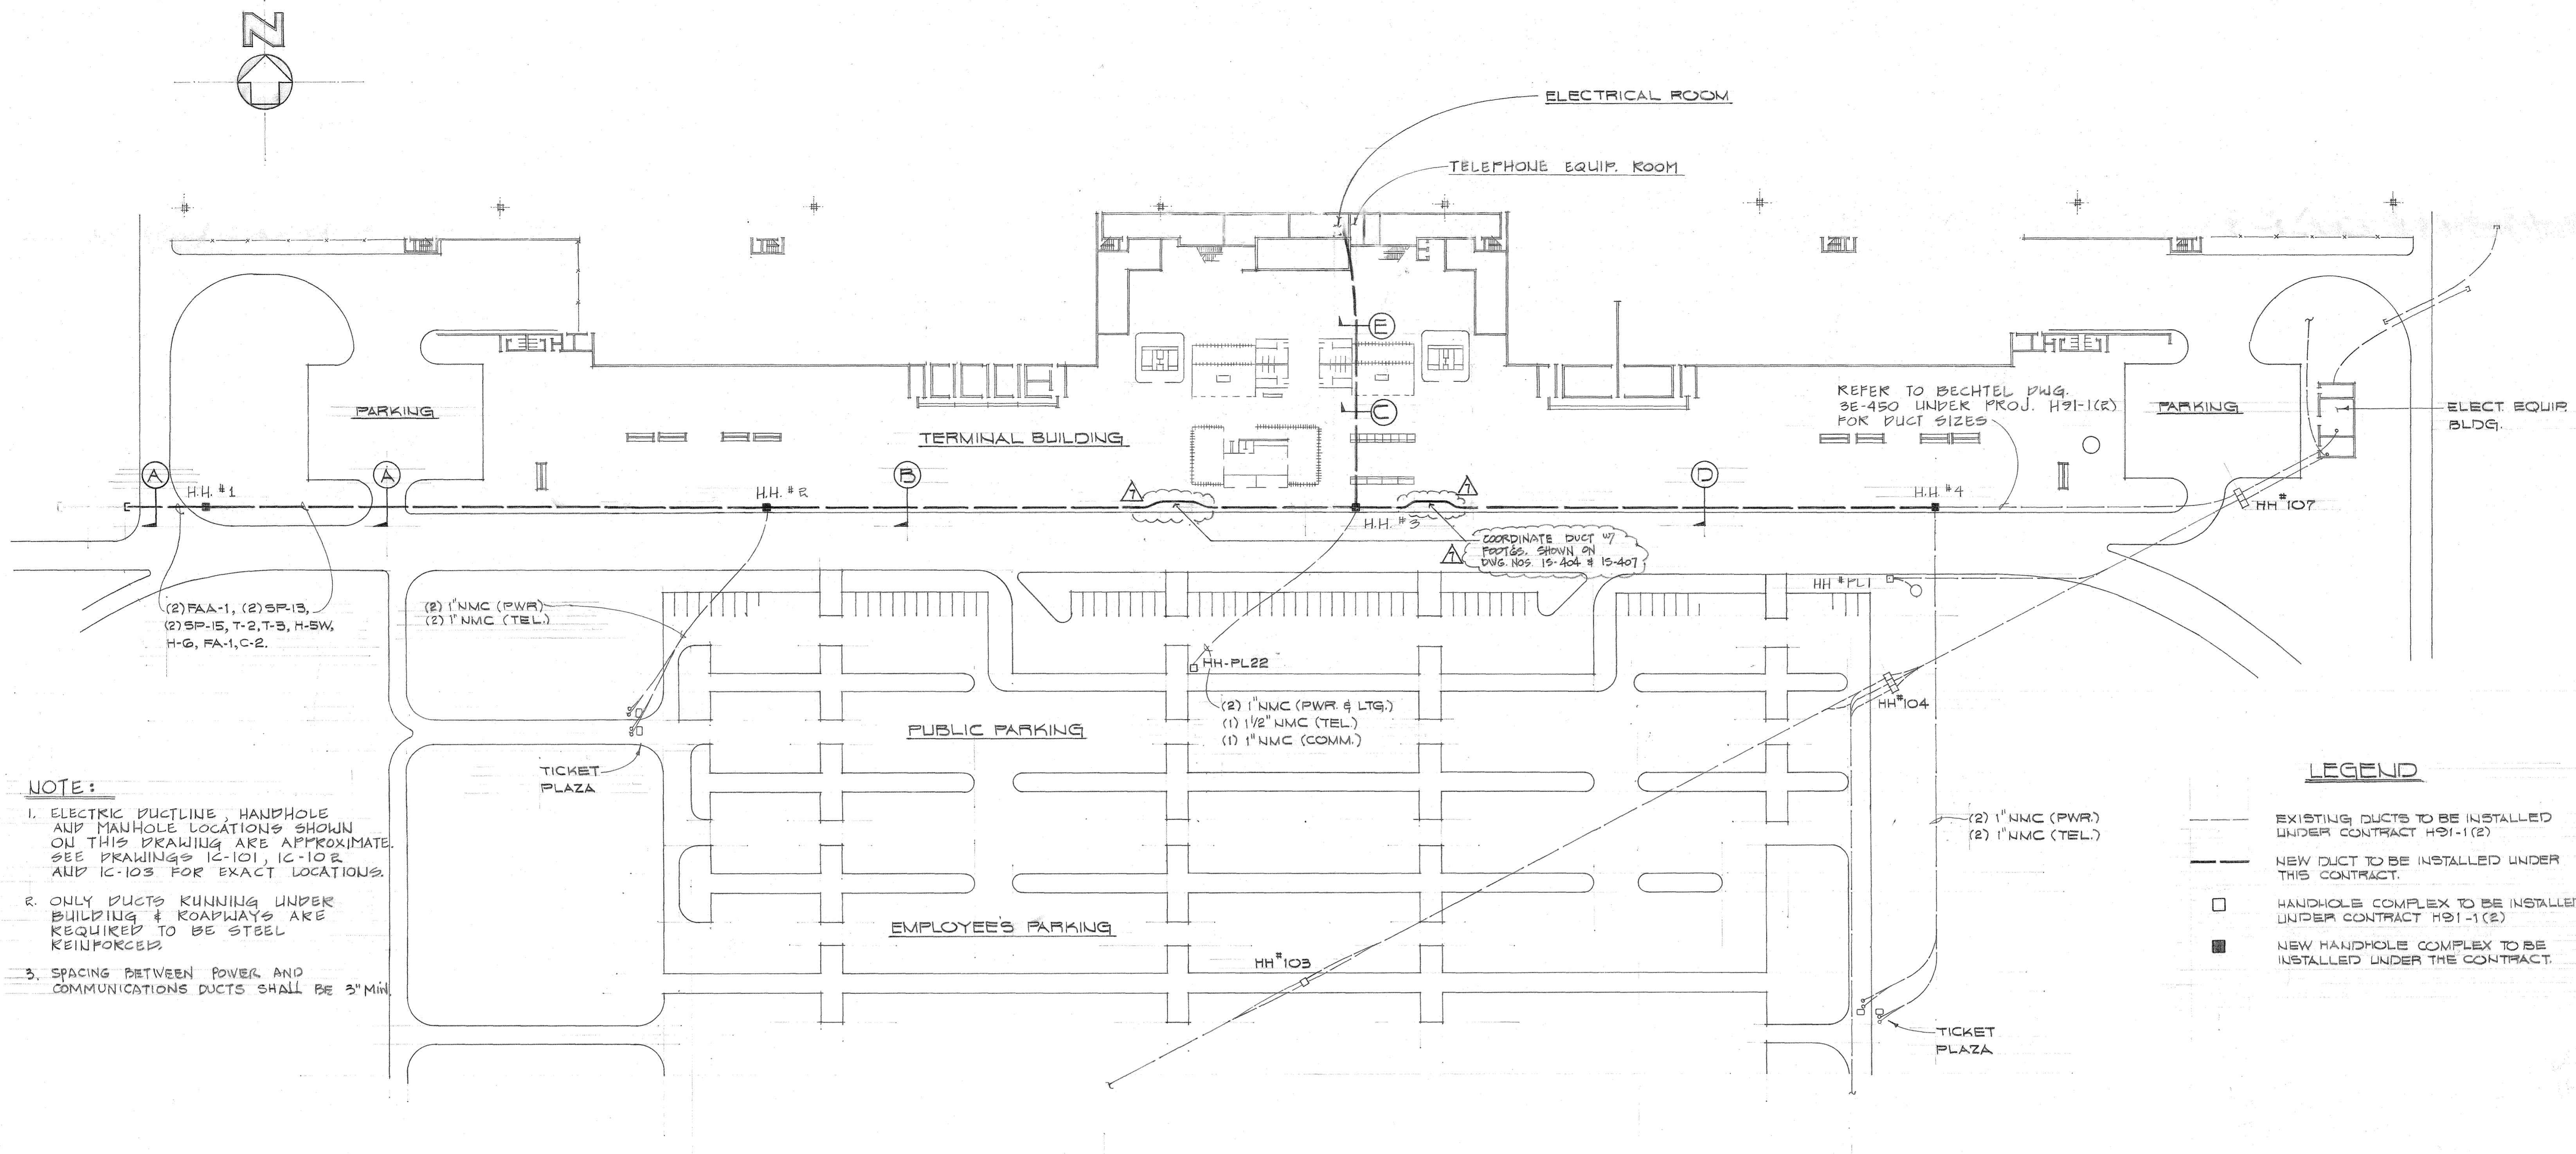 N
ELECTRICAL ROOM
TELEPHONE EQUIP. ROOM
E
C
REFER TO BECHTEL DWG.
3E-450 UNDER PROJ. H91-1(2)
FOR DUCT SIZES
PARKING
PARKING
ELECT. EQUIP.
BLDG.
TERMINAL BUILDING
A
A
B
D
H.H. #1
H.H. #2
7
7
H.H. #3
H.H. #4
HH #107
COORDINATE DUCT W/
FOOTGS. SHOWN ON
DWG. NOS. 1S-404 & 1S-407
7
HH #PL1
(2) FAA-1, (2) SP-13,
(2) SP-15, T-2, T-3, H-5W,
H-6, FA-1, C-2.
(2) 1" NMC (PWR)
(2) 1" NMC (TEL.)
HH-PL22
(2) 1" NMC (PWR. & LTG.)
(1) 1 1/2" NMC (TEL.)
(1) 1" NMC (COMM.)
HH #104
PUBLIC PARKING
TICKET
PLAZA
NOTE:
1. ELECTRIC DUCTLINE, HANDHOLE
AND MANHOLE LOCATIONS SHOWN
ON THIS DRAWING ARE APPROXIMATE.
SEE DRAWINGS 1C-101, 1C-102
AND 1C-103 FOR EXACT LOCATIONS.
2. ONLY DUCTS RUNNING UNDER
BUILDING & ROADWAYS ARE
REQUIRED TO BE STEEL
REINFORCED.
3. SPACING BETWEEN POWER AND
COMMUNICATIONS DUCTS SHALL BE 3" MIN.
EMPLOYEE'S PARKING
HH #103
(2) 1" NMC (PWR.)
(2) 1" NMC (TEL.)
TICKET
PLAZA
LEGEND
EXISTING DUCTS TO BE INSTALLED
UNDER CONTRACT H91-1(2)
NEW DUCT TO BE INSTALLED UNDER
THIS CONTRACT.
HANDHOLE COMPLEX TO BE INSTALLE
UNDER CONTRACT H91-1(2)
NEW HANDHOLE COMPLEX TO BE
INSTALLED UNDER THE CONTRACT.